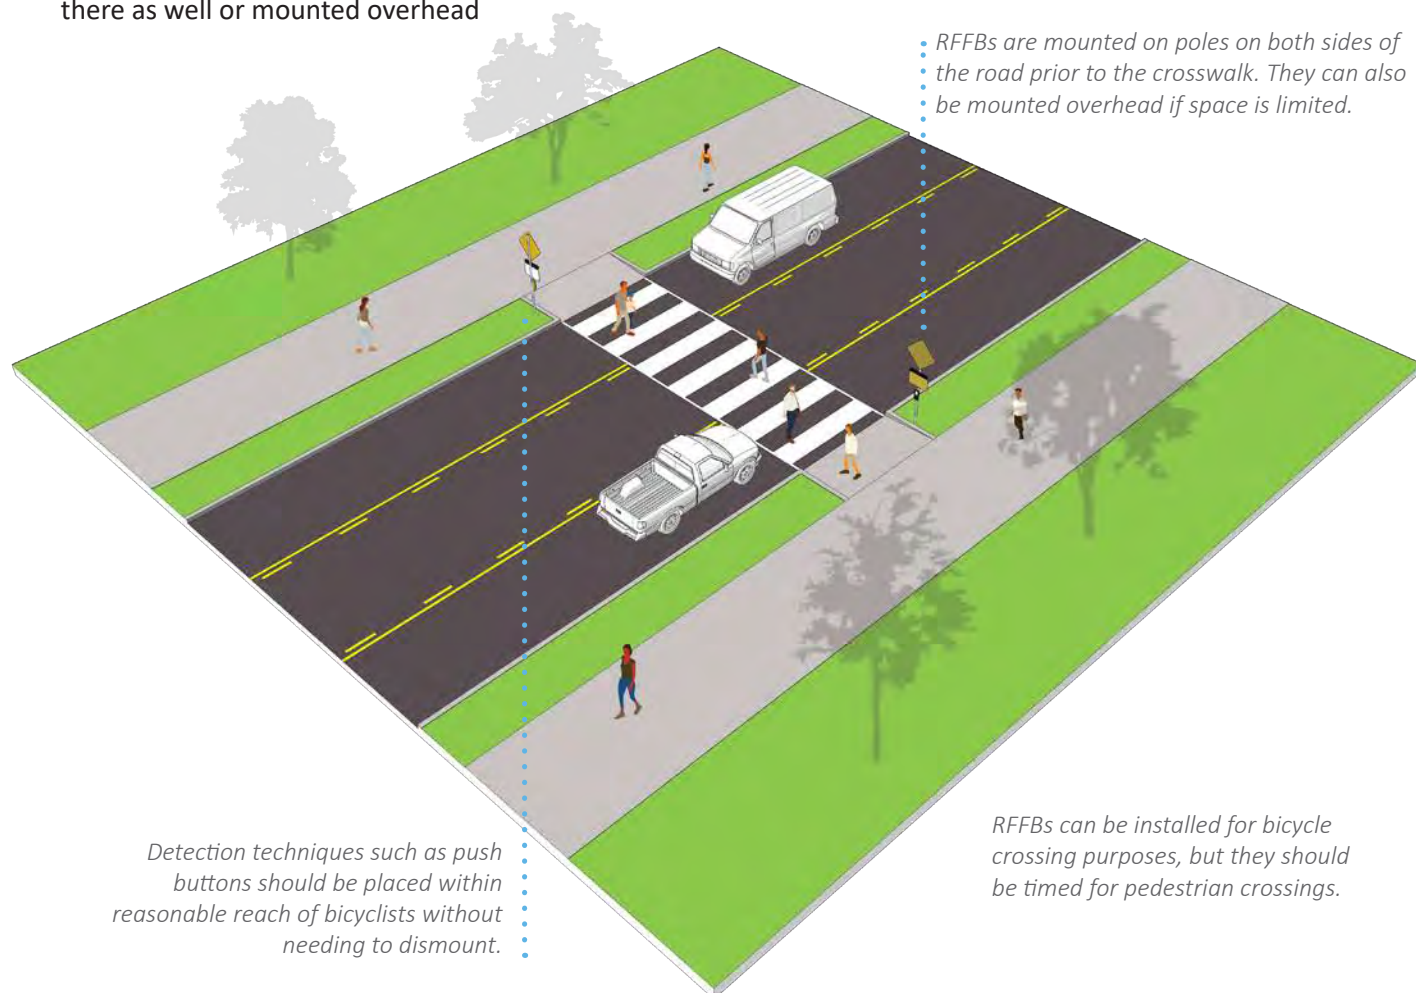 there as well or mounted overhead
RFFBs are mounted on poles on both sides of
the road prior to the crosswalk. They can also
be mounted overhead if space is limited.
Detection techniques such as push
buttons should be placed within
reasonable reach of bicyclists without
needing to dismount.
RFFBs can be installed for bicycle
crossing purposes, but they should
be timed for pedestrian crossings.